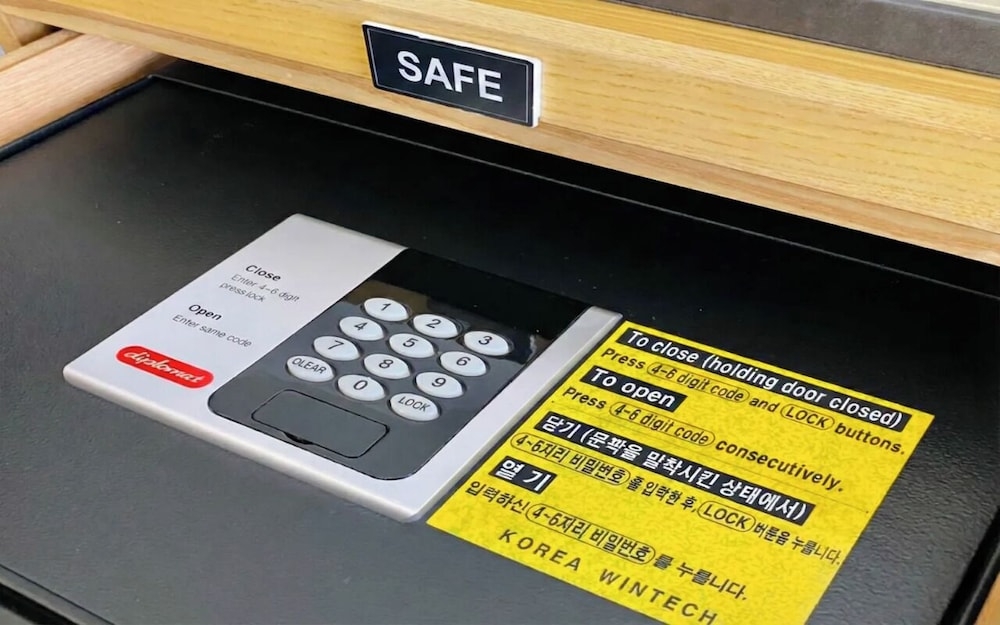 SAFE
Close
Enter 4-6 digit
press lock
Open
Enter same code
diplomat
1 2 3
4 5 6
7 8 9
CLEAR 0 LOCK
To close (holding door closed)
Press 4-6 digit code and LOCK buttons.
To open
Press 4-6 digit code consecutively.
닫기 (문짝을 밀착시킨 상태에서)
4-6자리 비밀번호를 입력한 후, LOCK 버튼을 누릅니다.
열 기
입력하신 4-6자리 비밀번호를 누릅니다.
KOREA WINTECH